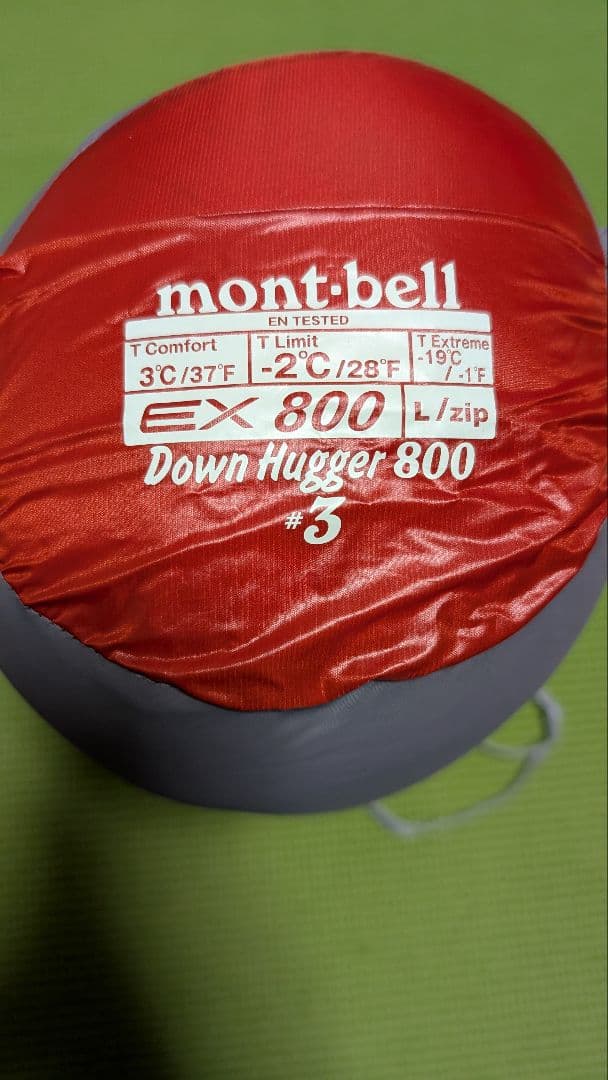 mont·bell
EN TESTED
T Comfort
3℃/37°F
T Limit
-2℃/28°F
T Extreme
-19℃
/-1°F
EX 800
L/zip
Down Hugger 800
#3